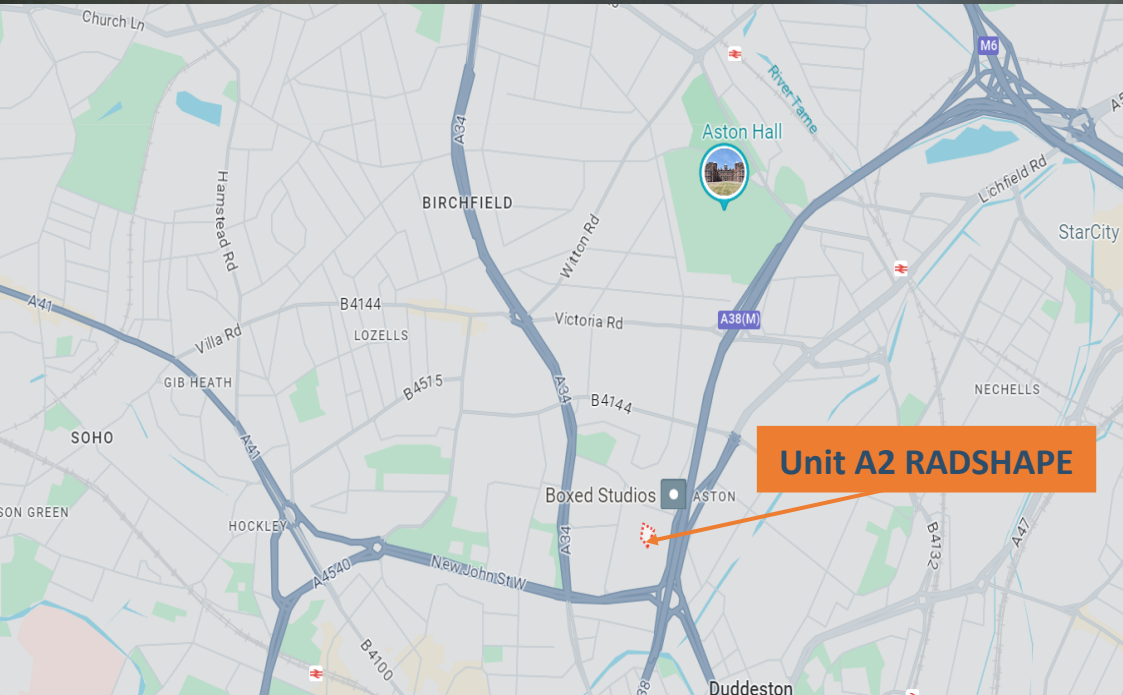 Church Ln
M6
A34
River Tame
Aston Hall
Lichfield Rd
Hamstead Rd
BIRCHFIELD
Witton Rd
StarCity
A41
B4144
Villa Rd
LOZELLS
Victoria Rd
A38(M)
GIB HEATH
B4515
A34
B4144
NECHELLS
SOHO
A41
Unit A2 RADSHAPE
Boxed Studios
ASTON
SON GREEN
HOCKLEY
A34
B4132
A47
A4540
New John St W
B4100
38
Duddeston